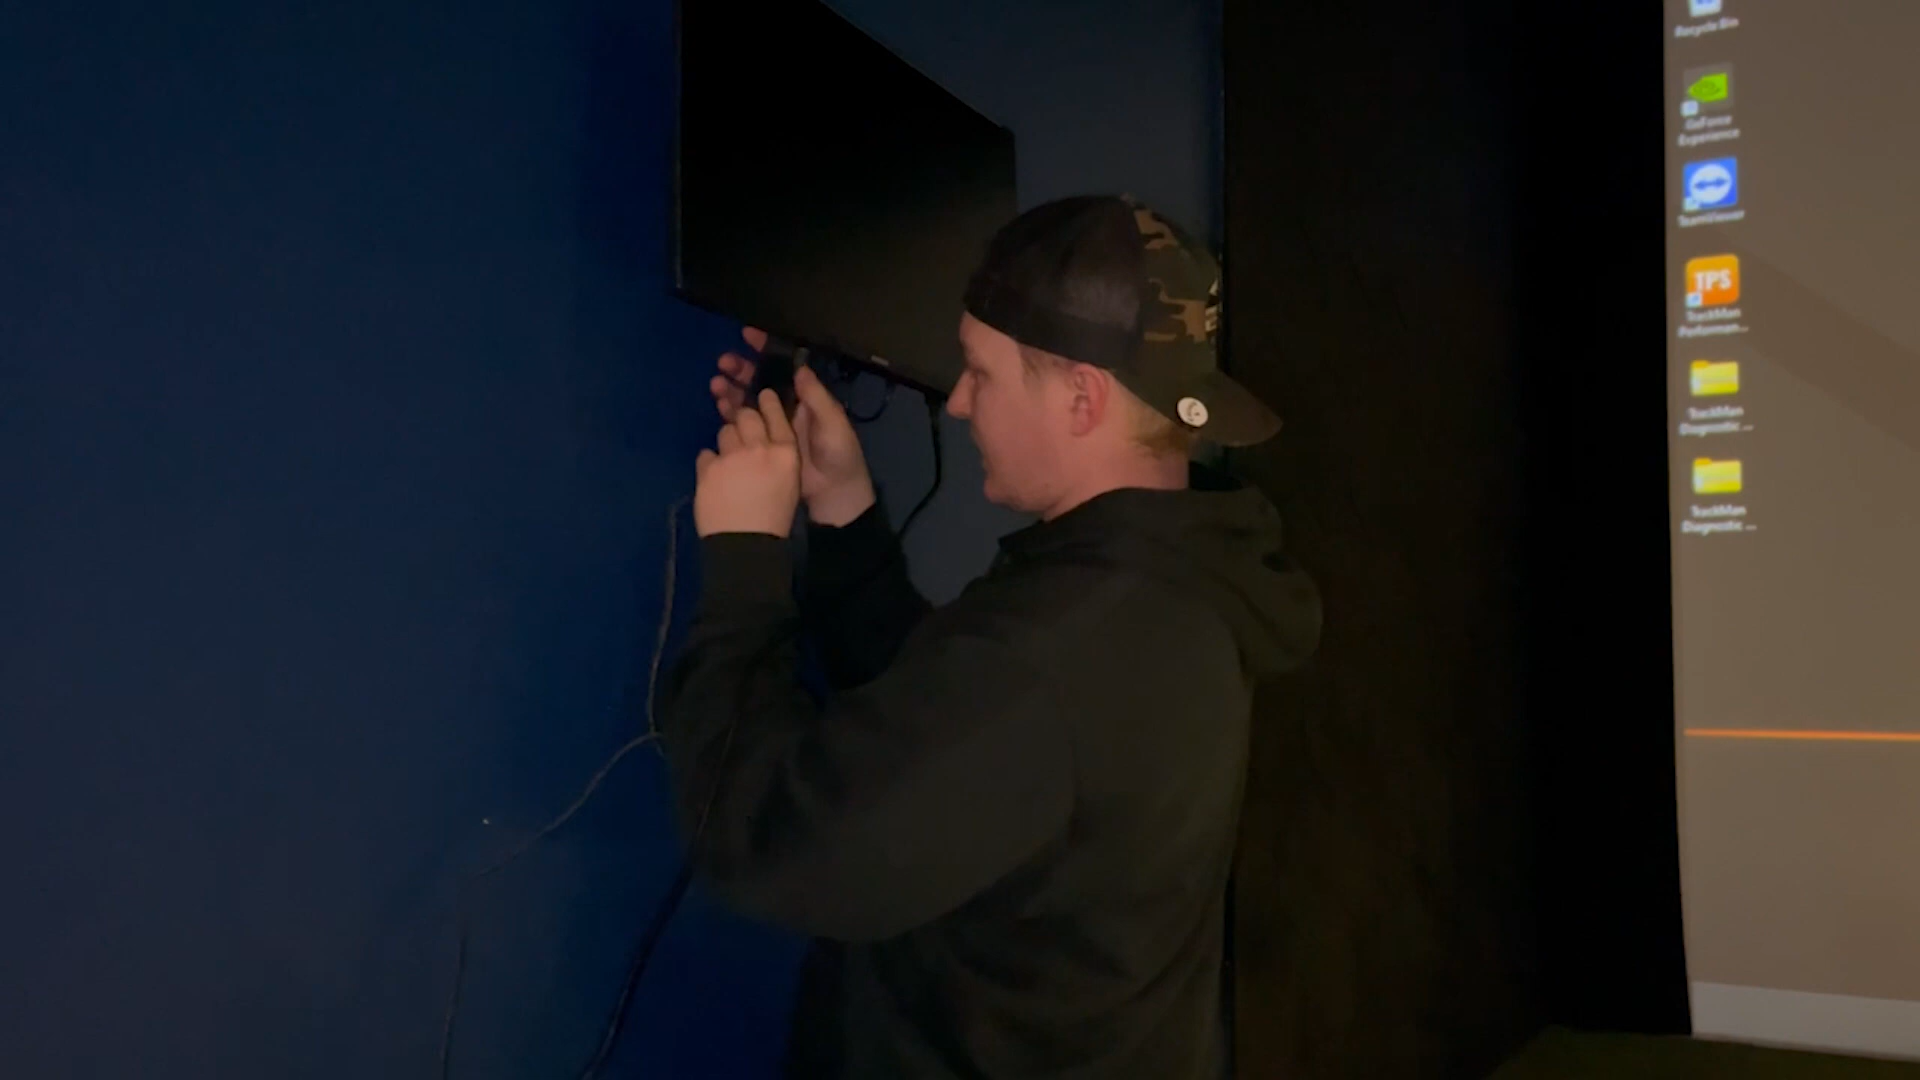 Recycle Bin
GeForce
Experience
TeamViewer
TPS
TrackMan
Performan...
TrackMan
Diagnostic ...
TrackMan
Diagnostic ...